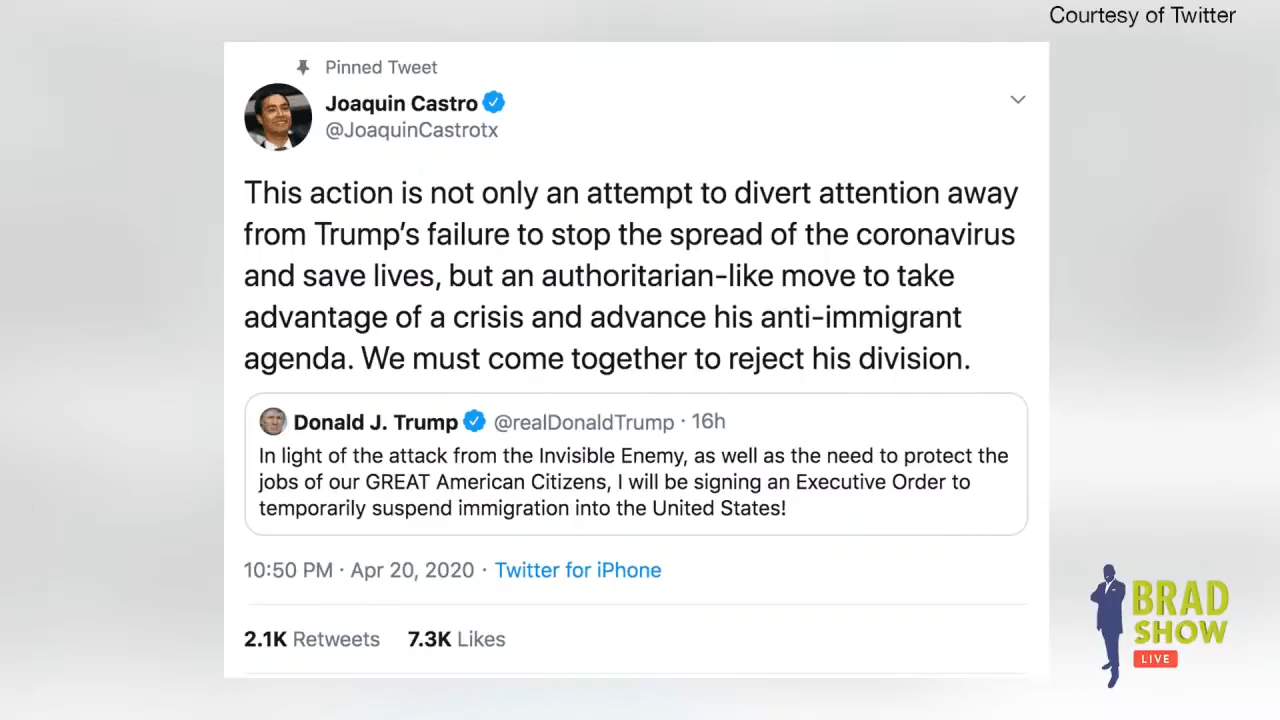 Courtesy of Twitter
Pinned Tweet
Joaquin Castro
@JoaquinCastrotx
This action is not only an attempt to divert attention away
from Trump's failure to stop the spread of the coronavirus
and save lives, but an authoritarian-like move to take
advantage of a crisis and advance his anti-immigrant
agenda. We must come together to reject his division.
Donald J. Trump @realDonaldTrump · 16h
In light of the attack from the Invisible Enemy, as well as the need to protect the
jobs of our GREAT American Citizens, I will be signing an Executive Order to
temporarily suspend immigration into the United States!
10:50 PM · Apr 20, 2020 · Twitter for iPhone
2.1K Retweets 7.3K Likes
BRAD
SHOW
LIVE